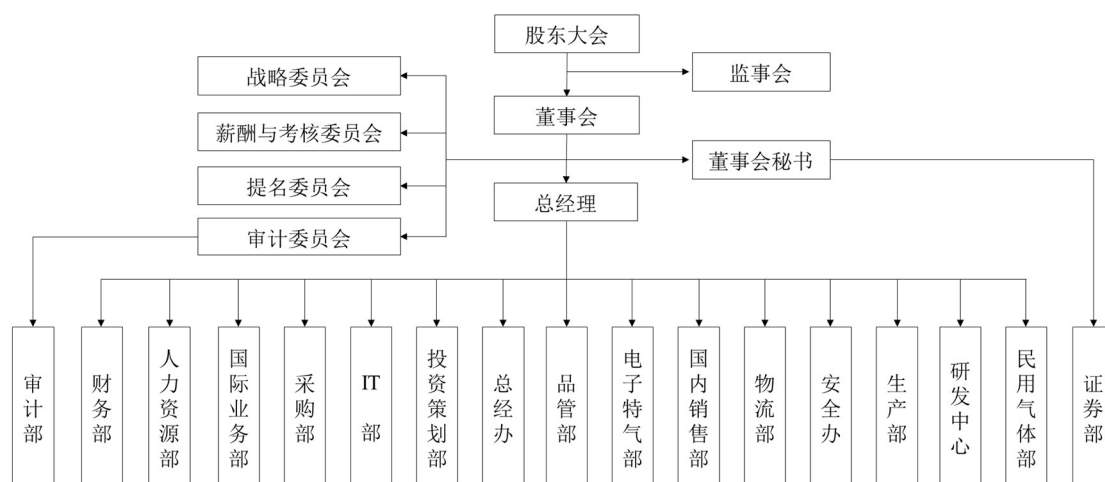 股东大会
战略委员会
监事会
董事会
薪酬与考核委员会
董事会秘书
提名委员会
总经理
审计委员会
审计部
财务部
人力资源部
国际业务部
采购部
IT 部
投资策划部
总经办
品管部
电子特气部
国内销售部
物流部
安全办
生产部
研发中心
民用气体部
证券部